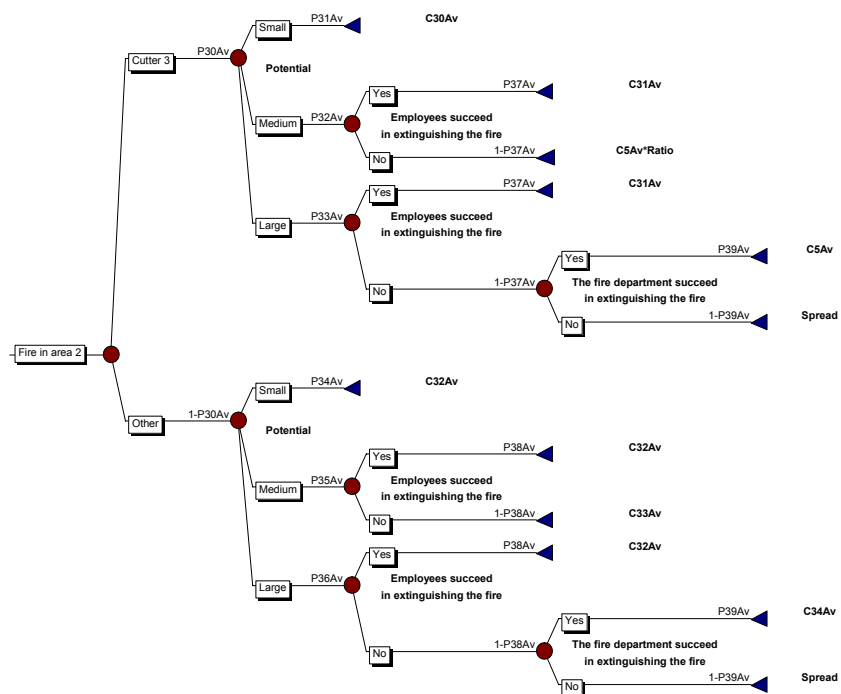 P31Av
C30Av
Small
P30Av
Cutter 3
Potential
P37Av
C31Av
Yes
P32Av
Medium
Employees succeed
in extinguishing the fire
1-P37Av
C5Av*Ratio
No
P37Av
C31Av
Yes
P33Av
Large
Employees succeed
in extinguishing the fire
P39Av
C5Av
Yes
1-P37Av
No
The fire department succeed
in extinguishing the fire
1-P39Av
Spread
No
Fire in area 2
P34Av
C32Av
Small
1-P30Av
Other
Potential
P38Av
C32Av
Yes
P35Av
Medium
Employees succeed
in extinguishing the fire
1-P38Av
C33Av
No
P38Av
C32Av
Yes
P36Av
Large
Employees succeed
in extinguishing the fire
P39Av
C34Av
Yes
1-P38Av
No
The fire department succeed
in extinguishing the fire
1-P39Av
Spread
No